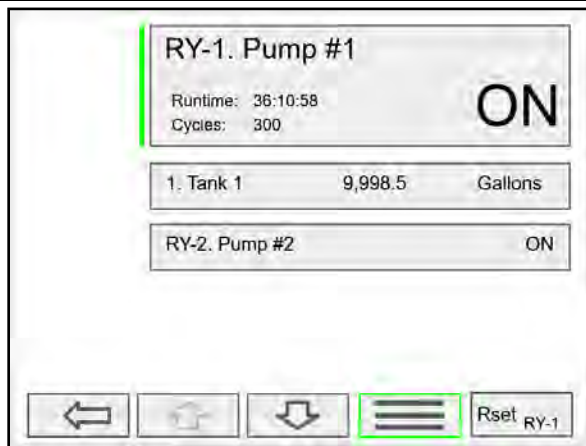 RY-1. Pump #1
Runtime: 36:10:58
Cycles: 300
ON
1. Tank 1 9,998.5 Gallons
RY-2. Pump #2 ON
Rset RY-1